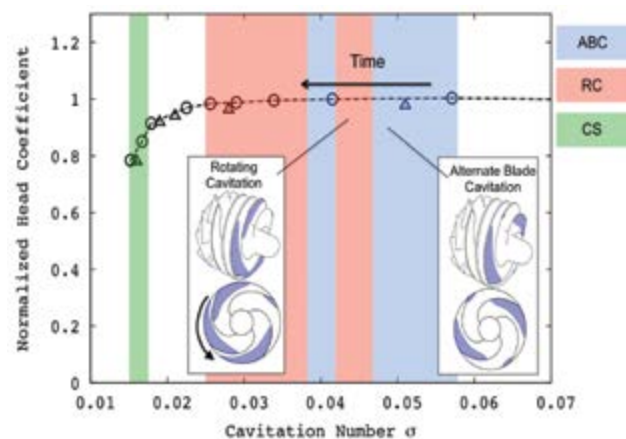 1.2
1
0.8
0.6
0.4
0.2
0
Normalized Head Coefficient
Time
Rotating
Cavitation
Alternate Blade
Cavitation
0.01 0.02 0.03 0.04 0.05 0.06 0.07
Cavitation Number σ
ABC
RC
CS